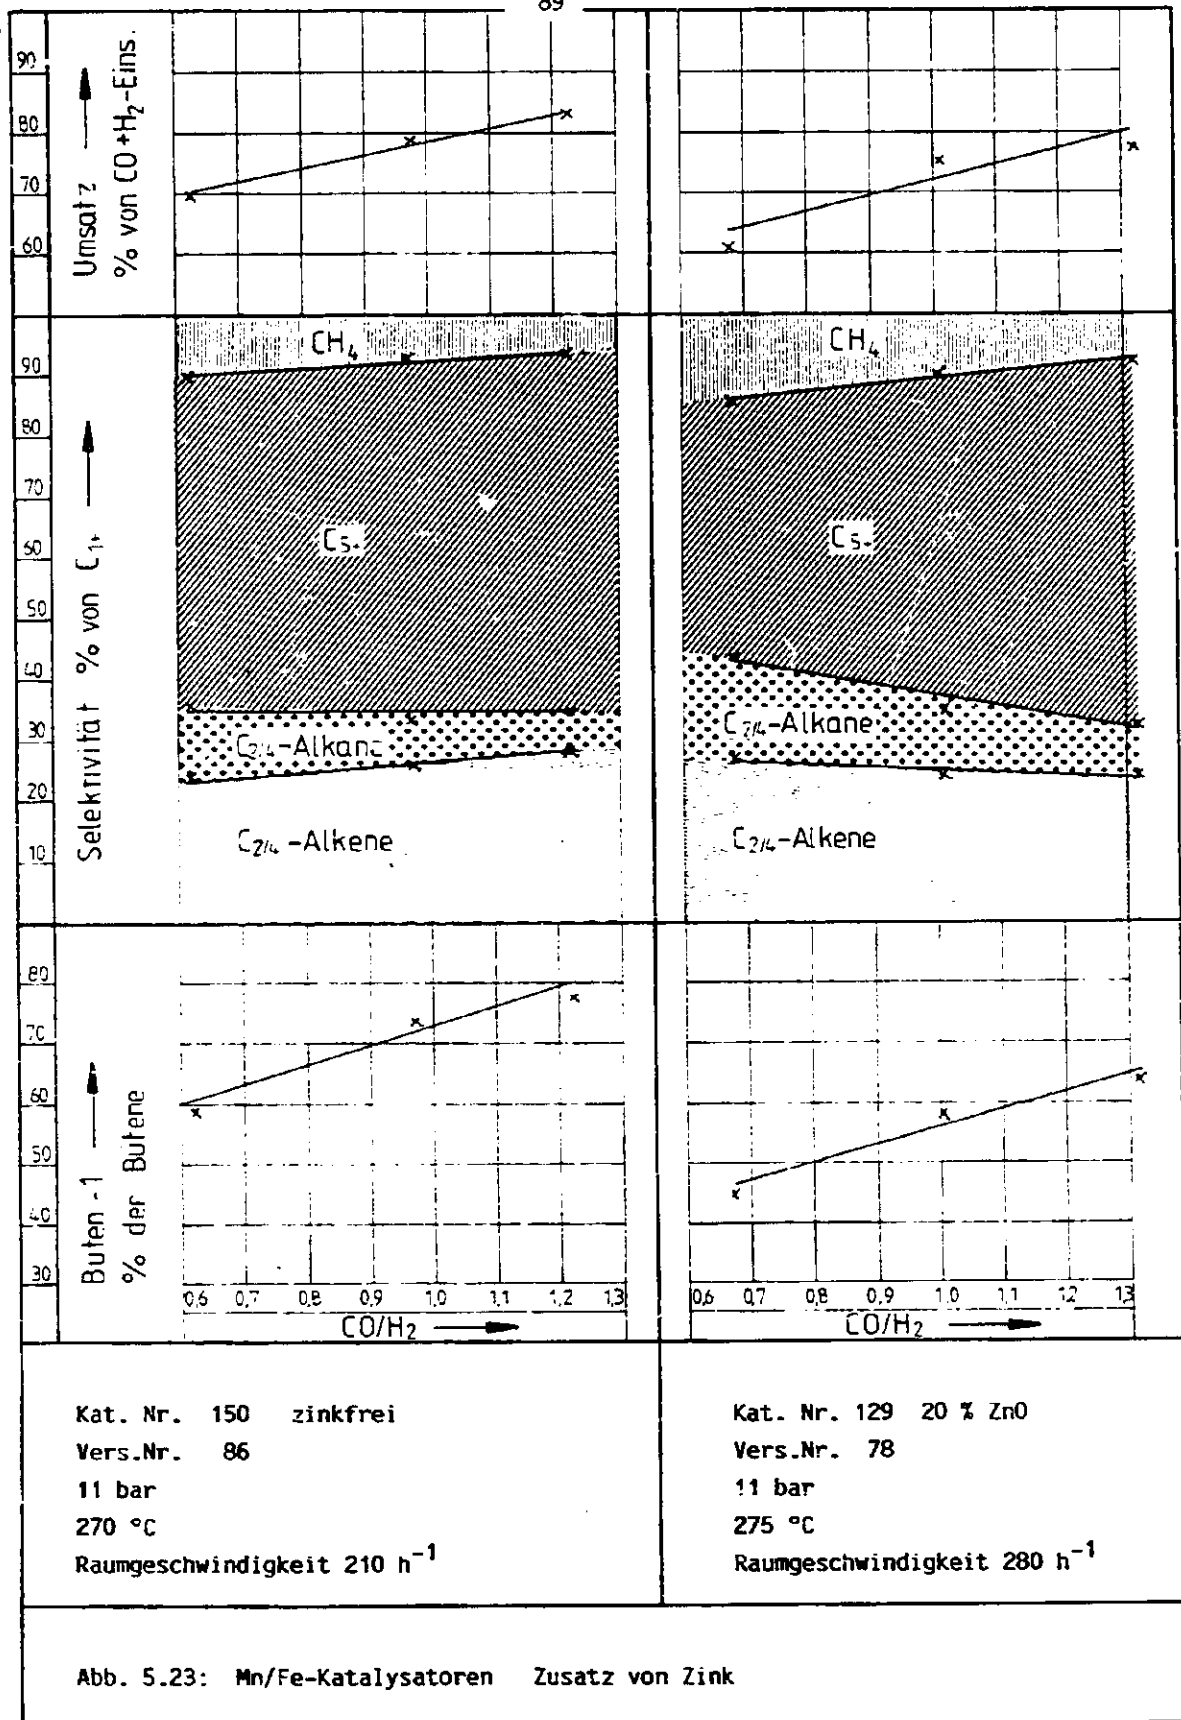 89
90
80
70
60
Umsatz
% von CO+H2-Eins.
90
80
70
60
50
40
30
20
10
Selektivität % von C1+
CH4
C5+
C2/4-Alkane
C2/4-Alkene
CH4
C5+
C2/4-Alkane
C2/4-Alkene
80
70
60
50
40
30
Buten-1
% der Butene
0,6 0,7 0,8 0,9 1,0 1,1 1,2 1,3
CO/H2
0,6 0,7 0,8 0,9 1,0 1,1 1,2 1,3
CO/H2
Kat. Nr. 150 zinkfrei
Vers.Nr. 86
11 bar
270 °C
Raumgeschwindigkeit 210 h⁻¹
Kat. Nr. 129 20 % ZnO
Vers.Nr. 78
11 bar
275 °C
Raumgeschwindigkeit 280 h⁻¹
Abb. 5.23: Mn/Fe-Katalysatoren Zusatz von Zink